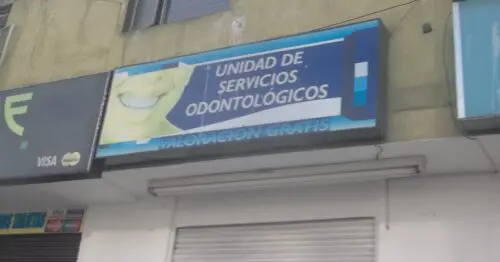 UNIDAD DE
SERVICIOS
ODONTOLÓGICOS
VALORACIÓN GRATIS
VISA